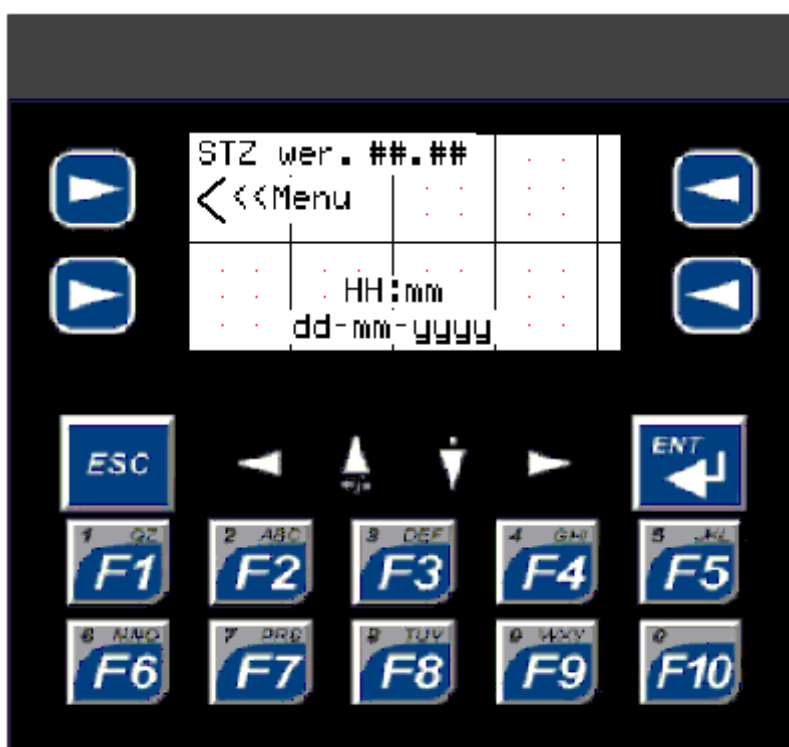 STZ wer. ##.##
<<<Menu
HH:mm
dd-mm-yyyy
ESC
ENT
1 QZ
F1
2 ABC
F2
3 DEF
F3
4 GHI
F4
5 JKL
F5
6 MNO
F6
7 PRS
F7
8 TUV
F8
9 WXY
F9
0
F10